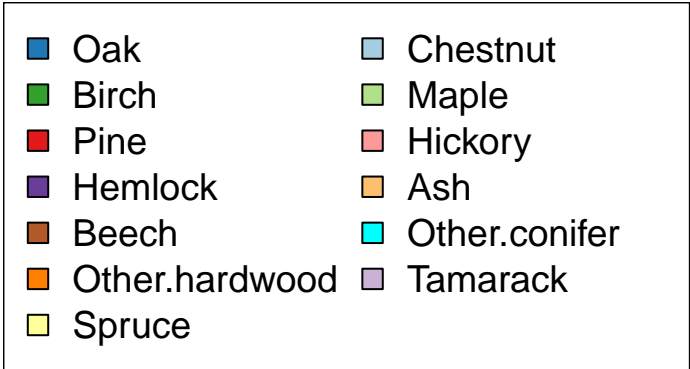 Oak
Birch
Pine
Hemlock
Beech
Other.hardwood
Spruce
Chestnut
Maple
Hickory
Ash
Other.conifer
Tamarack